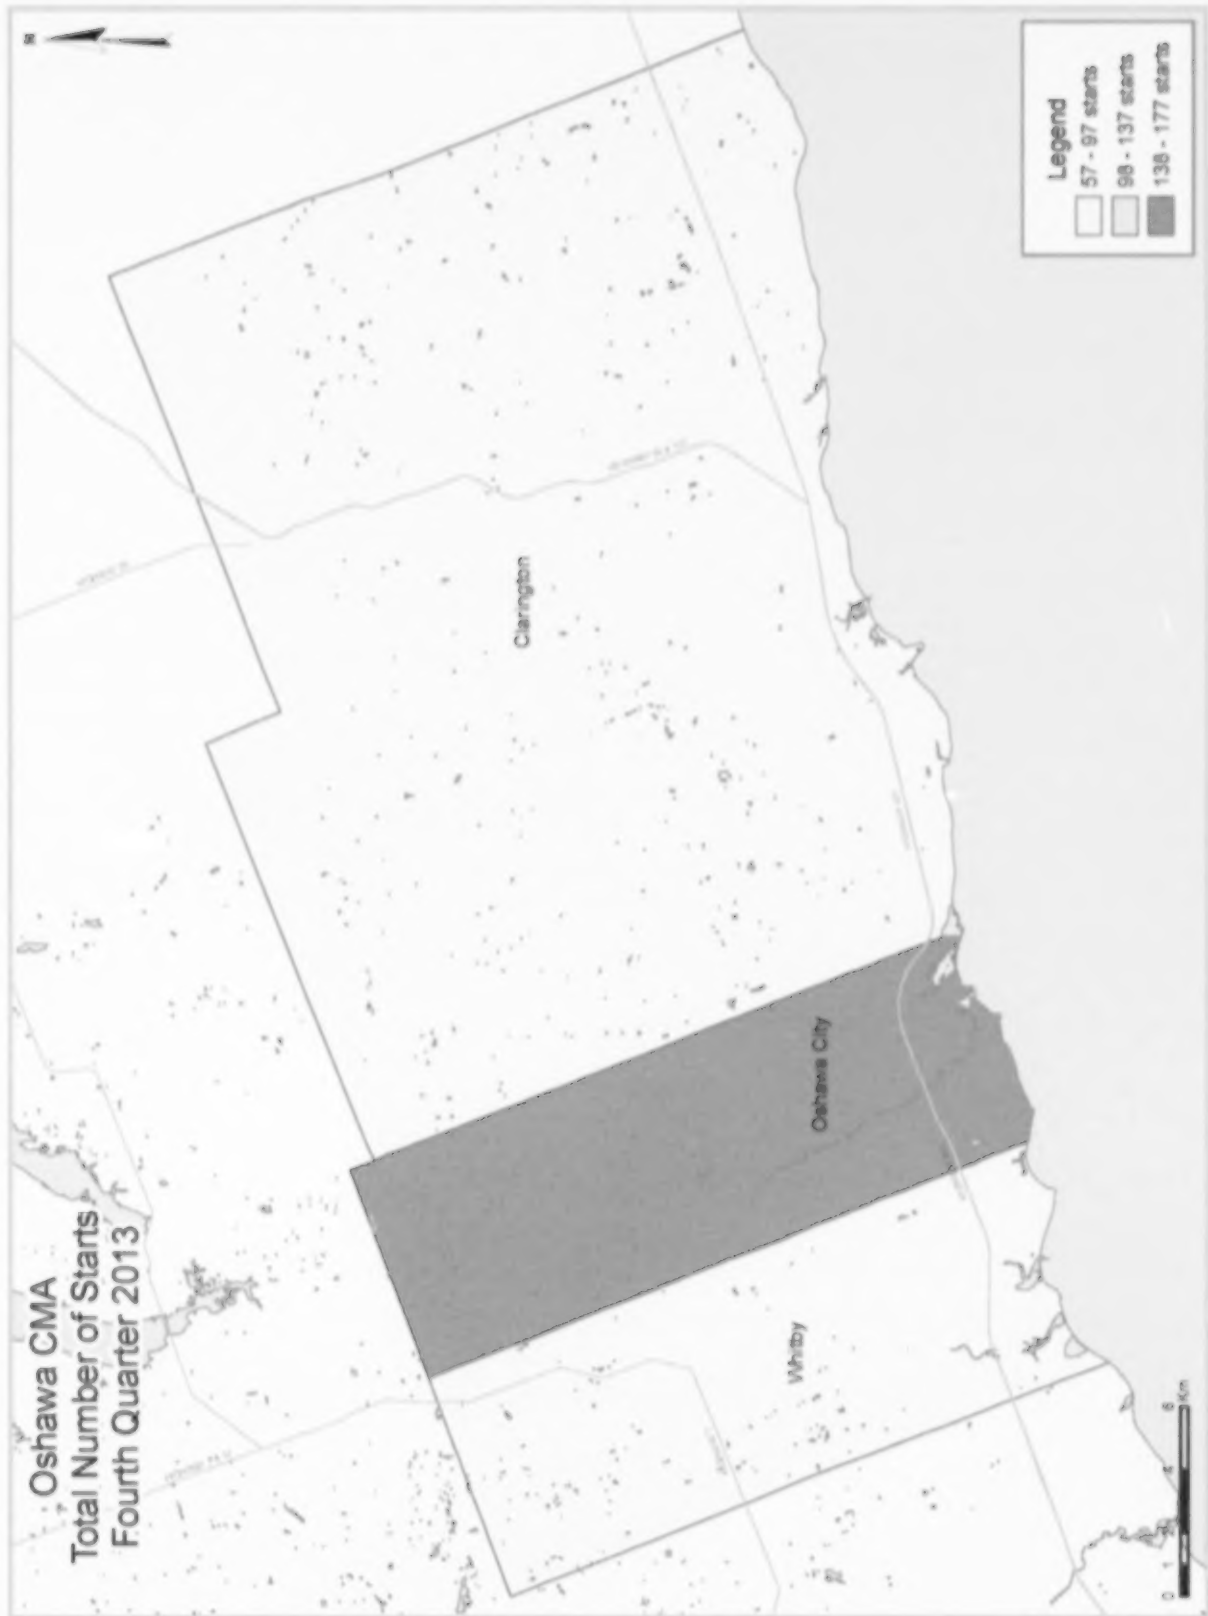 Oshawa CMA
Total Number of Starts
Fourth Quarter 2013
Clarington
Oshawa City
Whitby
Legend
57 - 97 starts
98 - 137 starts
138 - 177 starts
0 1 2 4 6
Km